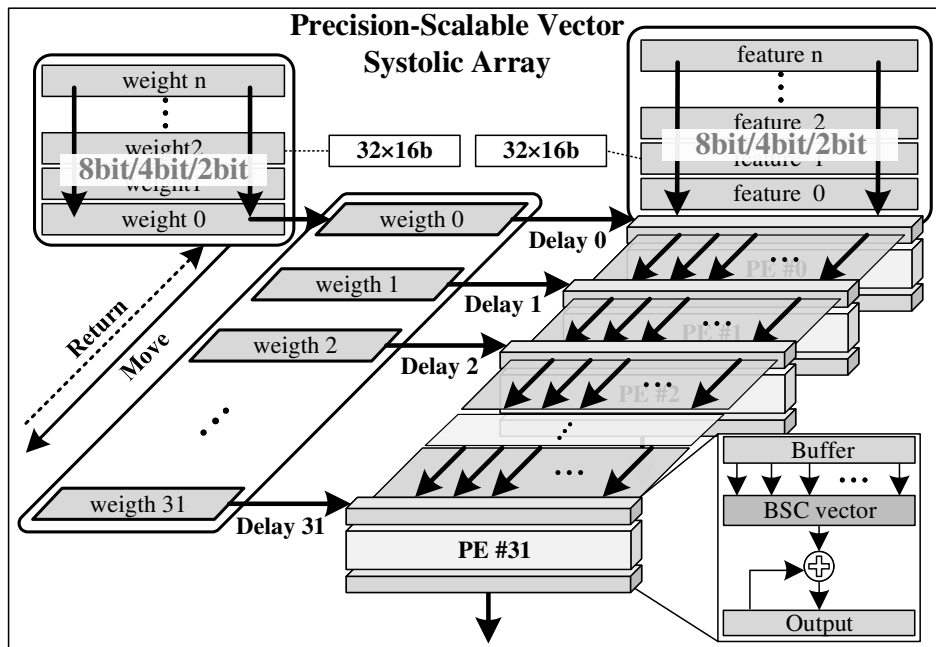 Precision-Scalable Vector
Systolic Array
weight n
weight2
8bit/4bit/2bit
weight1
weight 0
32×16b
32×16b
feature n
feature 2
8bit/4bit/2bit
feature 1
feature 0
weigth 0
Delay 0
PE #0
weigth 1
Delay 1
PE #1
weigth 2
Delay 2
PE #2
Return
Move
weigth 31
Delay 31
PE #31
Buffer
BSC vector
Output